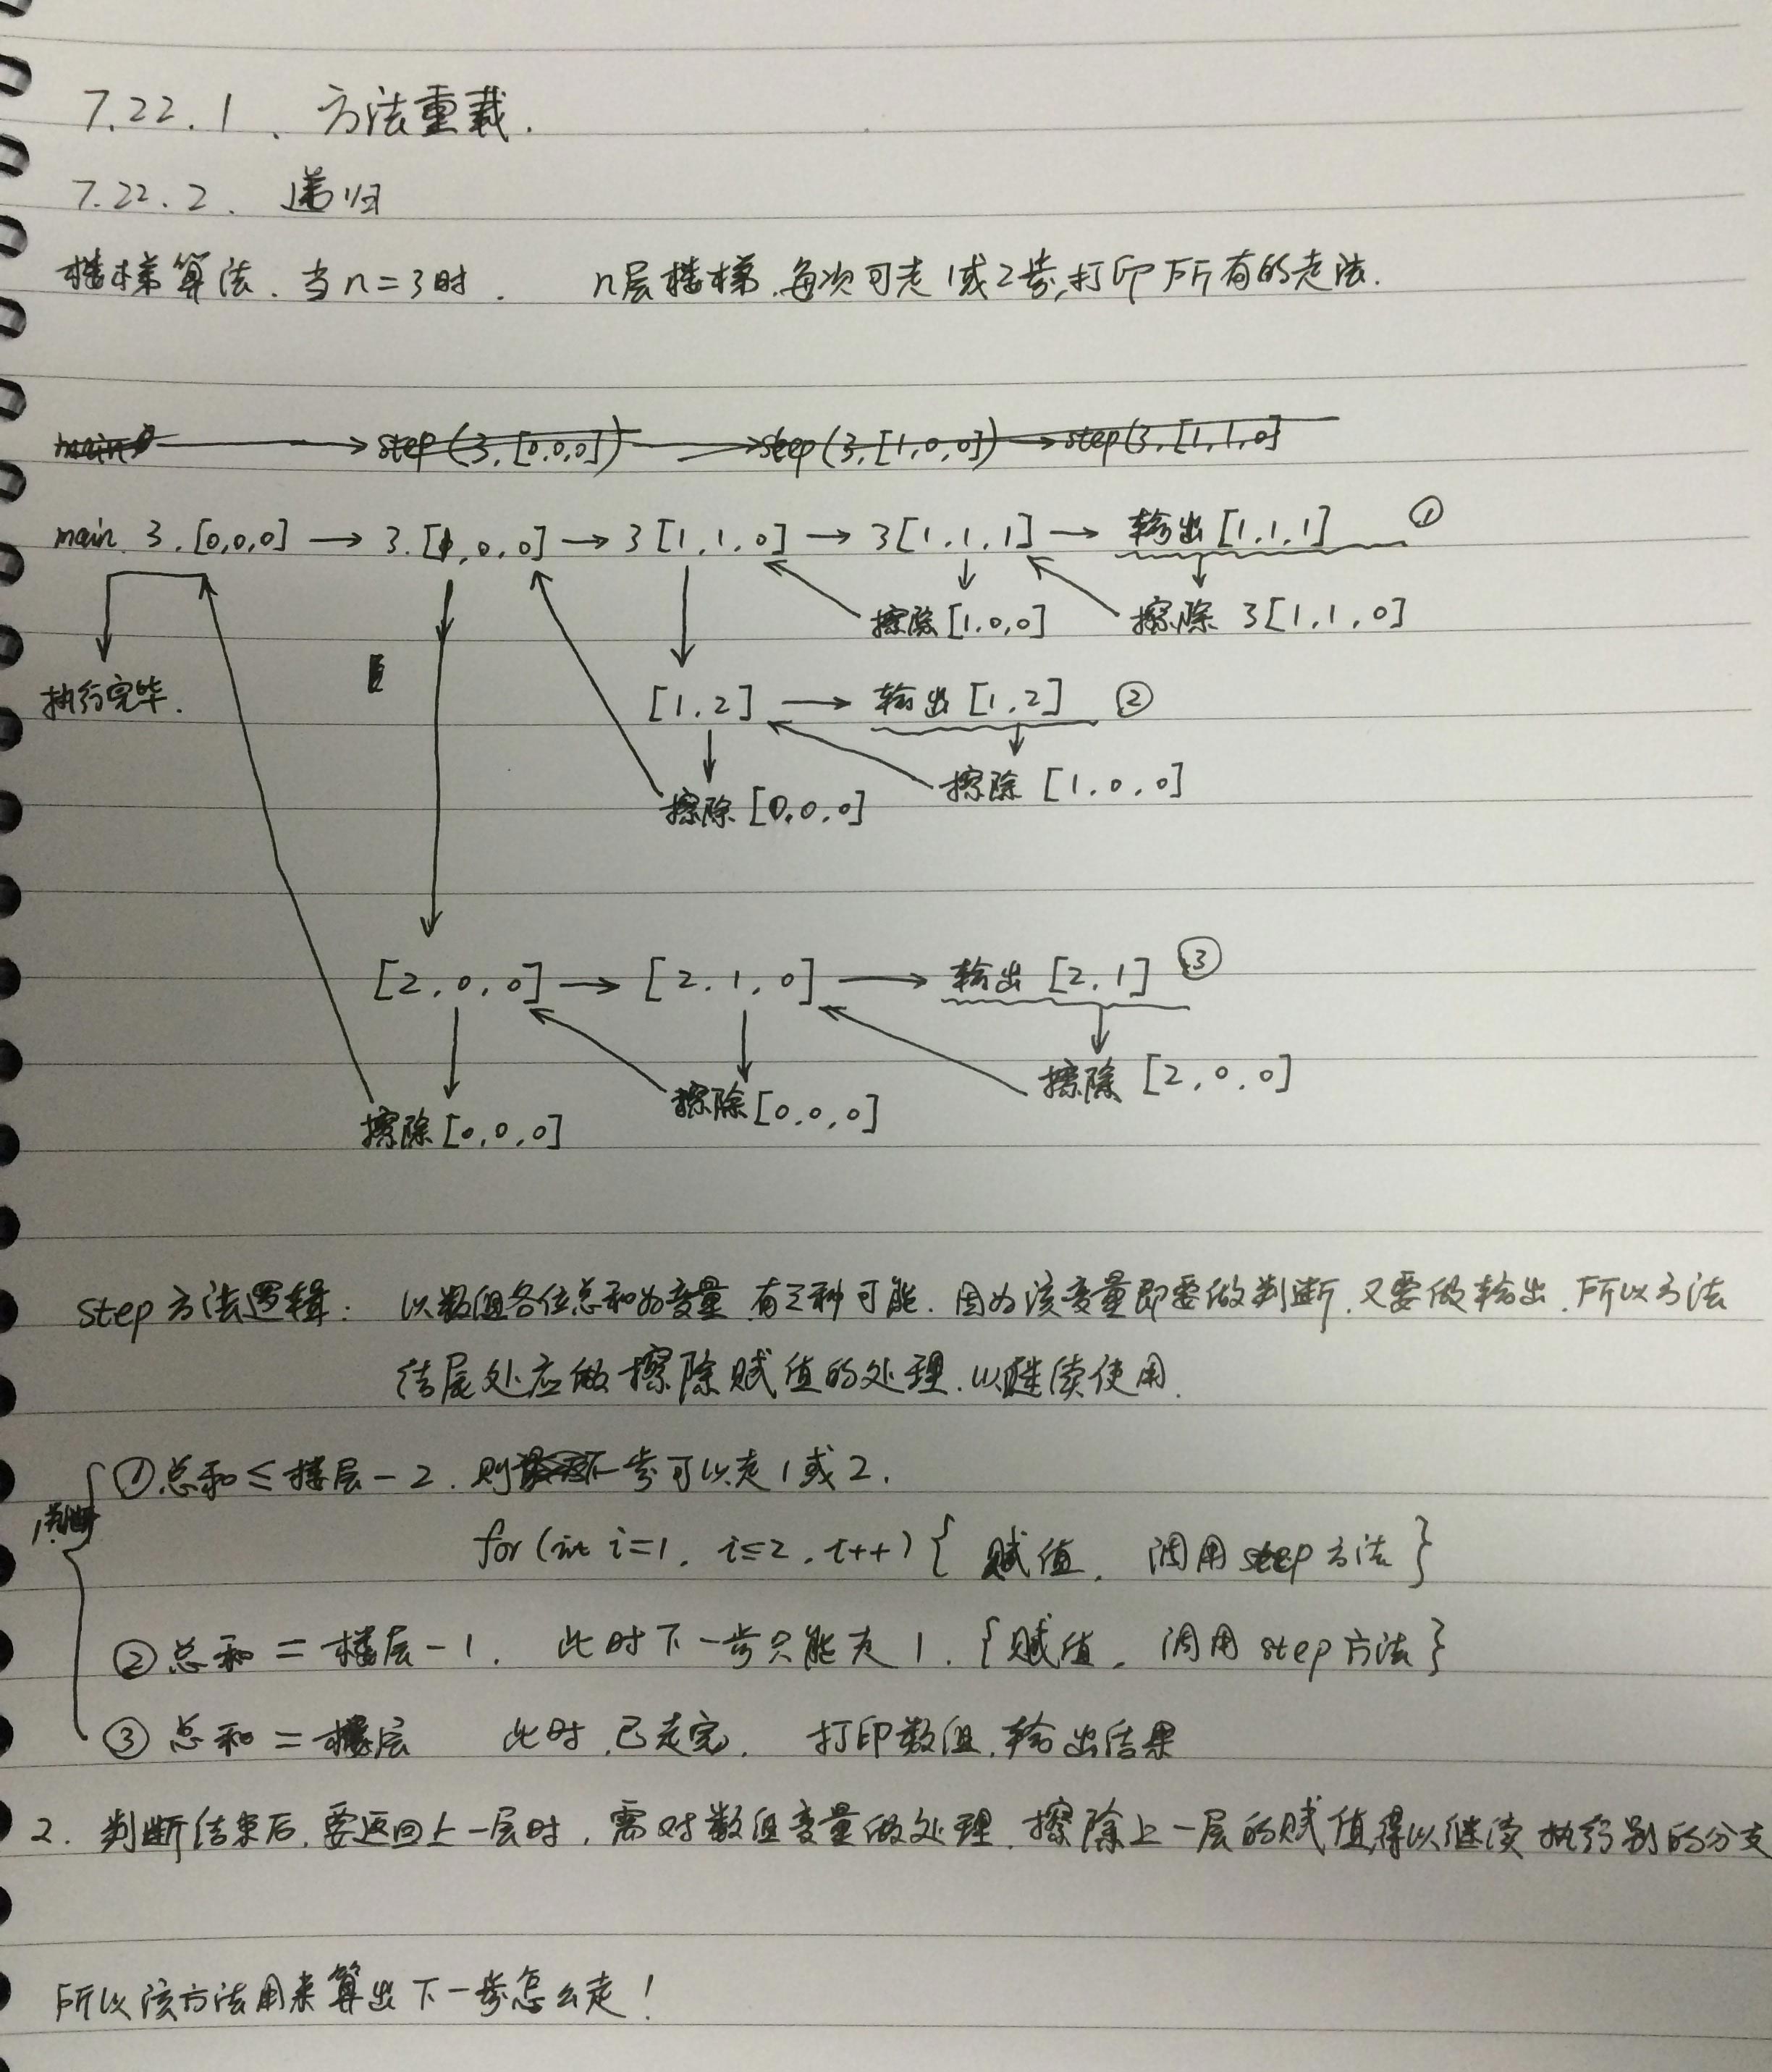 7.22.1、方法重载.
7.22.2、递归
楼梯算法.当n=3时. n层楼梯,每次可走1或2步,打印所有的走法.
main → step(3,[0,0,0]) → step(3,[1,0,0]) → step(3,[1,1,0]
main 3.[0,0,0] → 3.[1,0,0] → 3[1,1,0] → 3[1,1,1] → 输出[1,1,1] ①
擦除[1,0,0] 擦除 3[1,1,0]
执行完毕. [1,2] → 输出[1,2] ②
擦除[0,0,0] 擦除 [1,0,0]
[2,0,0] → [2,1,0] → 输出[2,1] ③
擦除[0,0,0] 擦除[0,0,0] 擦除 [2,0,0]
step方法逻辑: 以数组各位总和为变量,有三种可能.因为该变量即要做判断,又要做输出,所以方法
结尾处应做擦除赋值的处理.以继续使用.
1.判断
①总和≤楼层-2.则下一步可以走1或2.
for(int i=1, i≤2, i++){ 赋值, 调用step方法}
②总和=楼层-1. 此时下一步只能走1.{赋值, 调用step方法}
③总和=楼层 此时,已走完. 打印数组,输出结果
2. 判断结束后,要返回上一层时,需对数组变量做处理.擦除上一层的赋值,得以继续执行别的分支
所以该方法用来算出下一步怎么走!